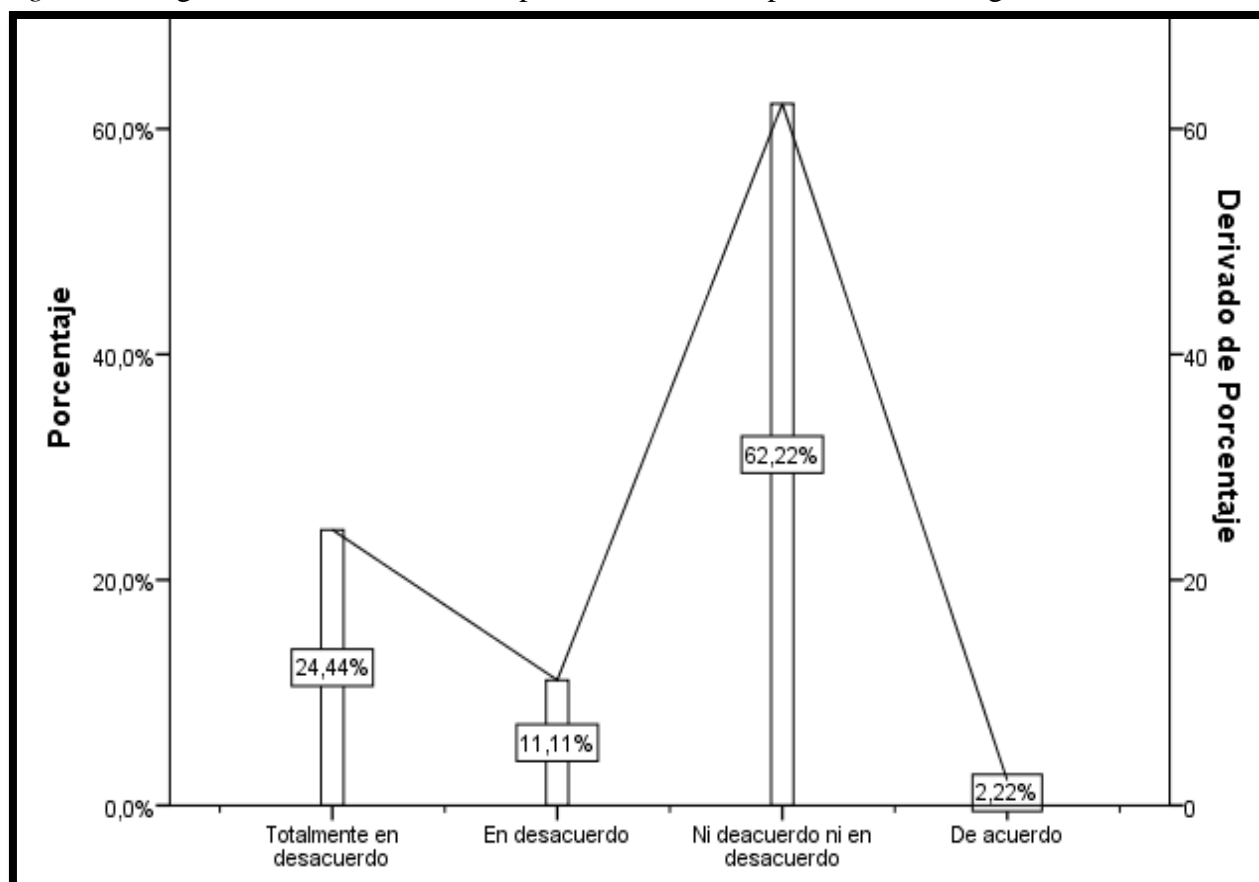 60,0%
40,0%
20,0%
0,0%
Porcentaje
60
40
20
0
Derivado de Porcentaje
24,44%
11,11%
62,22%
2,22%
Totalmente en
desacuerdo
En desacuerdo
Ni deacuerdo ni en
desacuerdo
De acuerdo